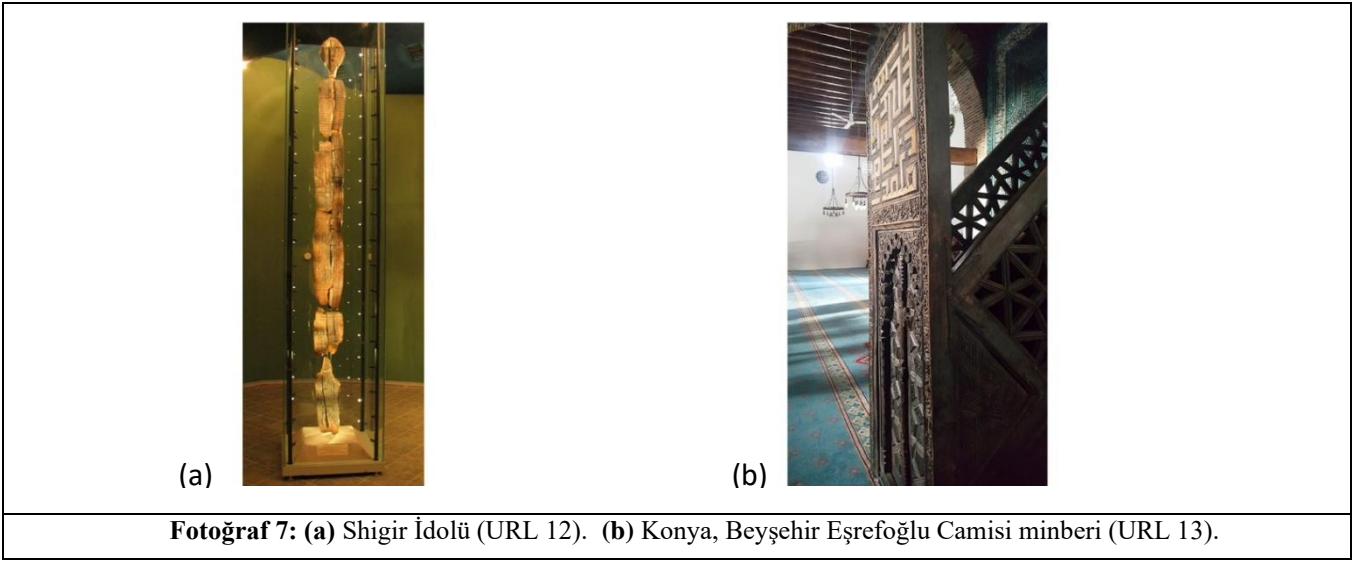 (a)
(b)
Fotoğraf 7: (a) Shigir İdolü (URL 12). (b) Konya, Beyşehir Eşrefoğlu Camisi minberi (URL 13).